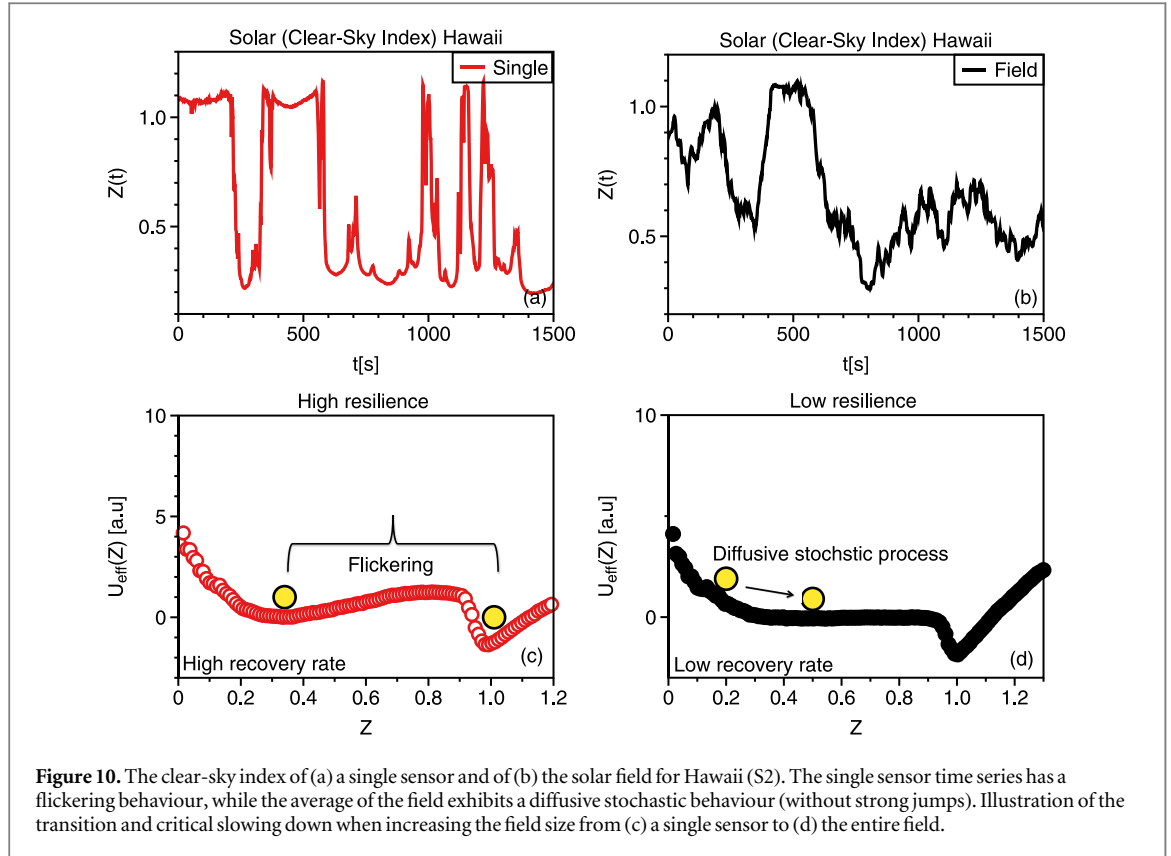 Solar (Clear-Sky Index) Hawaii
Single
Z(t)
1.0
0.5
0
500
1000
1500
(a)
t[s]
Solar (Clear-Sky Index) Hawaii
Field
Z(t)
1.0
0.5
0
500
1000
1500
(b)
t[s]
High resilience
U_eff(Z) [a.u]
10
5
0
Flickering
High recovery rate
(c)
0
0.2
0.4
0.6
0.8
1.0
1.2
Z
Low resilience
U_eff(Z) [a.u]
10
5
0
Diffusive stochstic process
Low recovery rate
(d)
0
0.2
0.4
0.6
0.8
1.0
1.2
Z
Figure 10. The clear-sky index of (a) a single sensor and of (b) the solar field for Hawaii (S2). The single sensor time series has a
flickering behaviour, while the average of the field exhibits a diffusive stochastic behaviour (without strong jumps). Illustration of the
transition and critical slowing down when increasing the field size from (c) a single sensor to (d) the entire field.